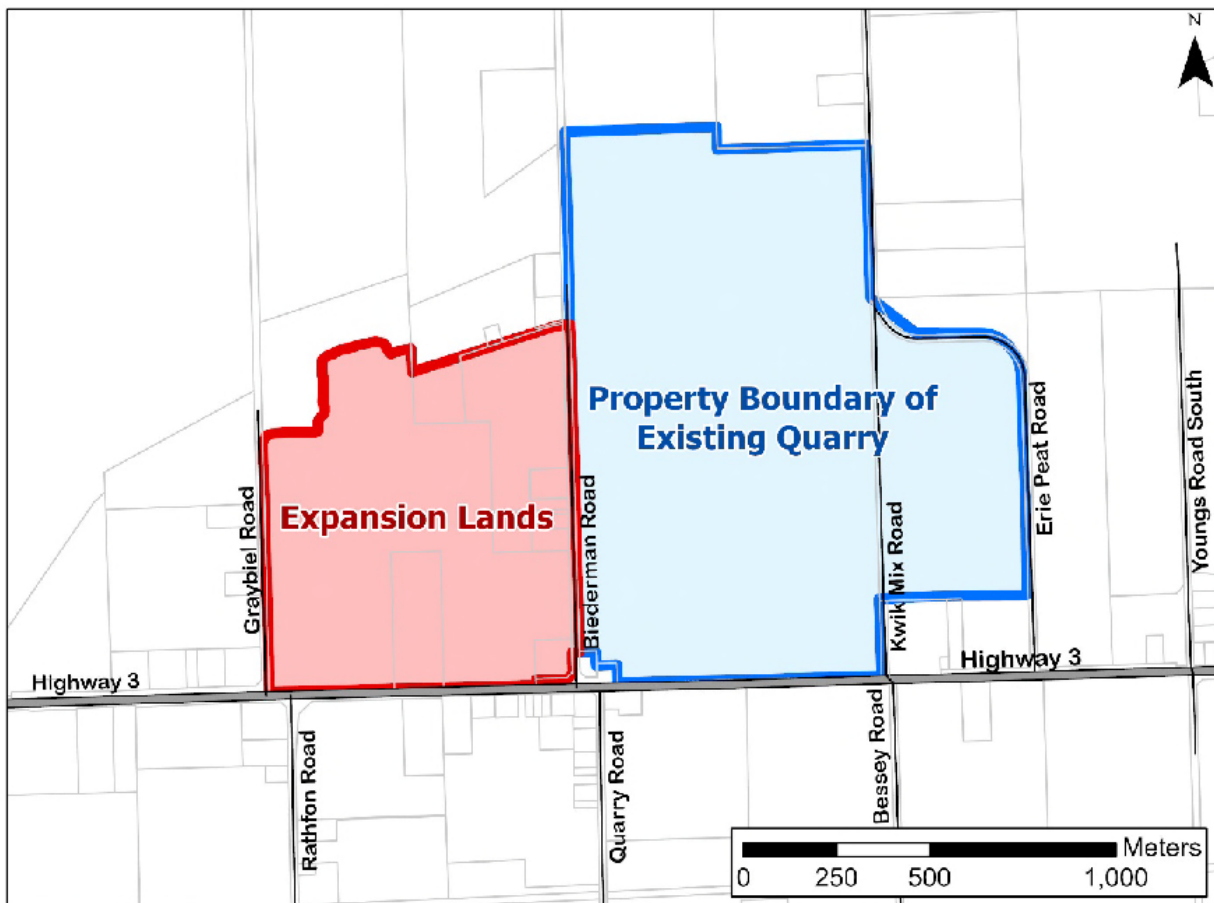 N
Property Boundary of
Existing Quarry
Expansion Lands
Graybiel Road
Biederman Road
Kwik Mix Road
Erie Peat Road
Youngs Road South
Highway 3
Highway 3
Rathfon Road
Quarry Road
Bessey Road
Meters
0 250 500 1,000